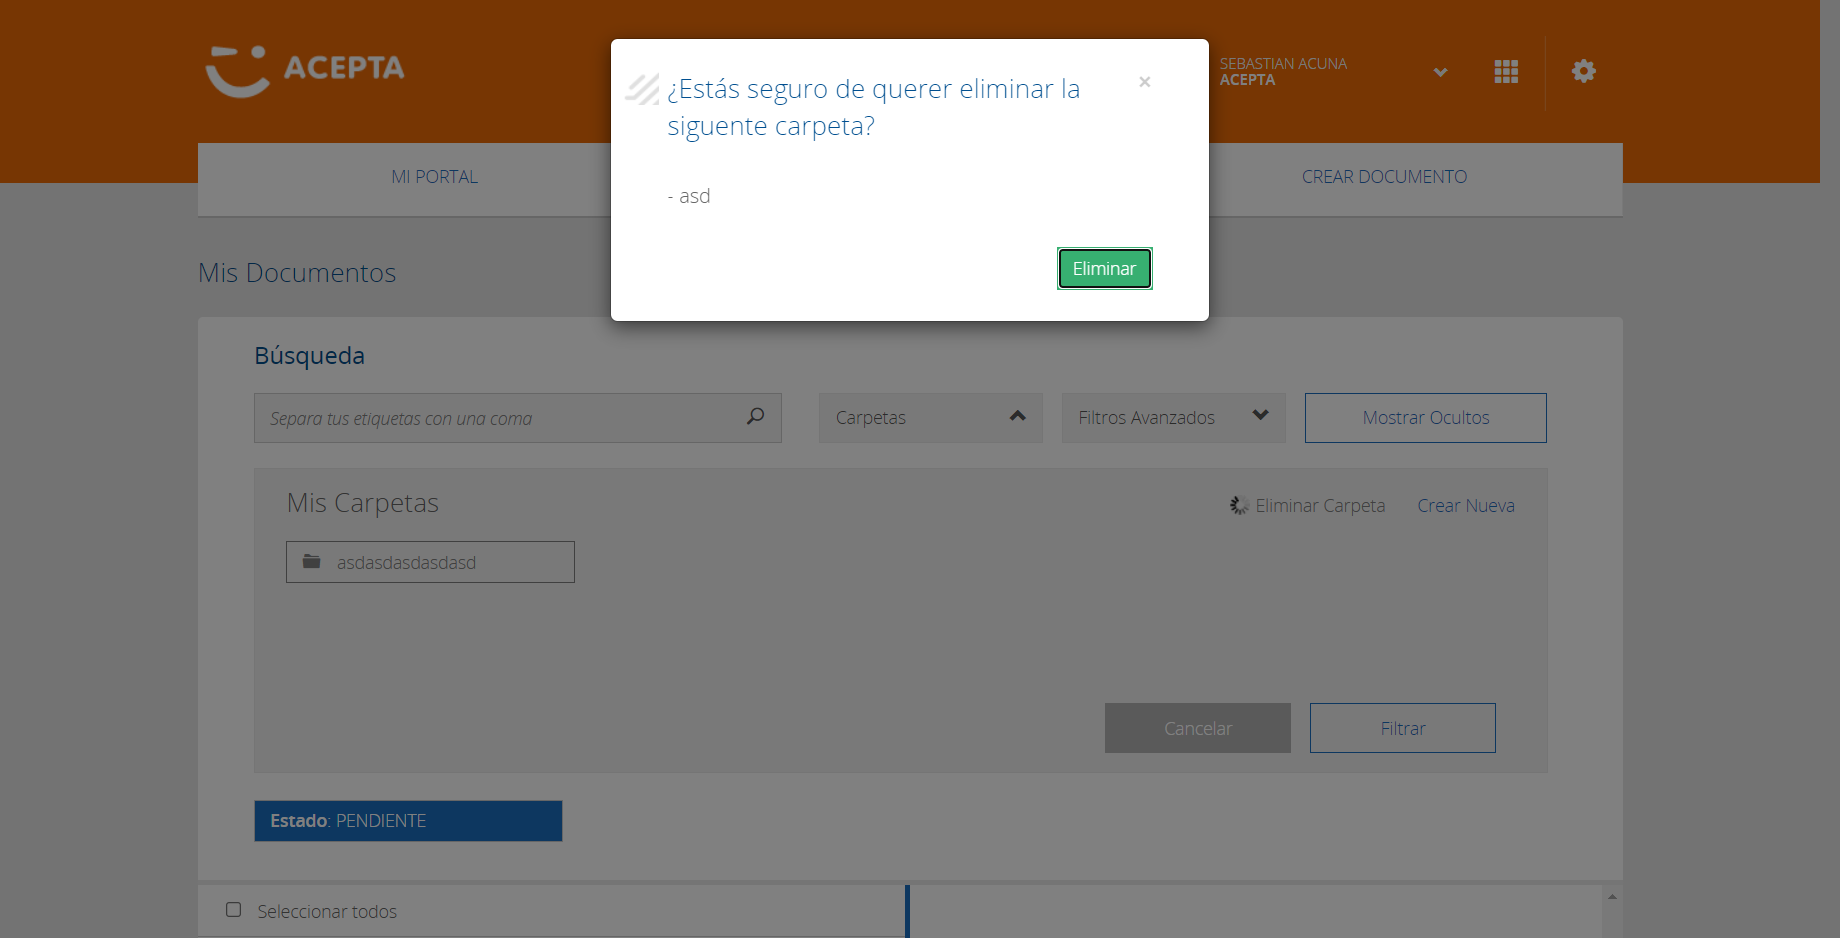 ACEPTA
SEBASTIAN ACUNA
ACEPTA
¿Estás seguro de querer eliminar la
siguente carpeta?
×
- asd
Eliminar
MI PORTAL
CREAR DOCUMENTO
Mis Documentos
Búsqueda
Separa tus etiquetas con una coma
Carpetas
Filtros Avanzados
Mostrar Ocultos
Mis Carpetas
Eliminar Carpeta
Crear Nueva
asdasdasdasdasd
Cancelar
Filtrar
Estado: PENDIENTE
Seleccionar todos